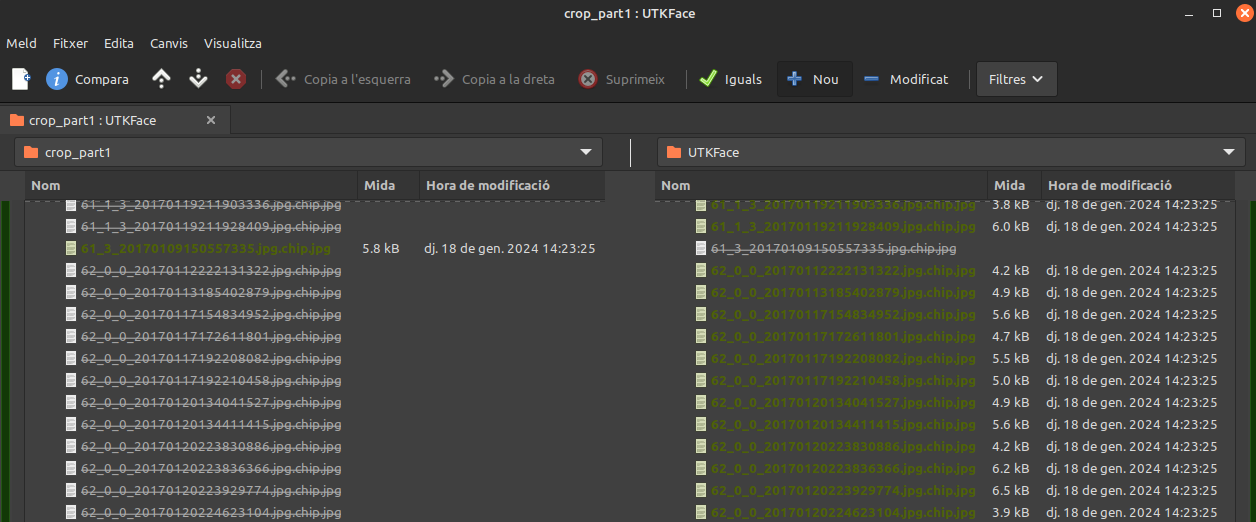 crop_part1 : UTKFace
Meld Fitxer Edita Canvis Visualitza
Compara Copia a l'esquerra Copia a la dreta Suprimeix Iguals Nou Modificat Filtres
crop_part1 : UTKFace
crop_part1 UTKFace
Nom Mida Hora de modificació Nom Mida Hora de modificació
61_1_3_20170119211903336.jpg.chip.jpg 61_1_3_20170119211903336.jpg.chip.jpg 3.8 kB dj. 18 de gen. 2024 14:23:25
61_1_3_20170119211928409.jpg.chip.jpg 61_1_3_20170119211928409.jpg.chip.jpg 6.0 kB dj. 18 de gen. 2024 14:23:25
61_3_20170109150557335.jpg.chip.jpg 5.8 kB dj. 18 de gen. 2024 14:23:25 61_3_20170109150557335.jpg.chip.jpg
62_0_0_20170112222131322.jpg.chip.jpg 62_0_0_20170112222131322.jpg.chip.jpg 4.2 kB dj. 18 de gen. 2024 14:23:25
62_0_0_20170113185402879.jpg.chip.jpg 62_0_0_20170113185402879.jpg.chip.jpg 4.9 kB dj. 18 de gen. 2024 14:23:25
62_0_0_20170117154834952.jpg.chip.jpg 62_0_0_20170117154834952.jpg.chip.jpg 5.6 kB dj. 18 de gen. 2024 14:23:25
62_0_0_20170117172611801.jpg.chip.jpg 62_0_0_20170117172611801.jpg.chip.jpg 4.7 kB dj. 18 de gen. 2024 14:23:25
62_0_0_20170117192208082.jpg.chip.jpg 62_0_0_20170117192208082.jpg.chip.jpg 5.5 kB dj. 18 de gen. 2024 14:23:25
62_0_0_20170117192210458.jpg.chip.jpg 62_0_0_20170117192210458.jpg.chip.jpg 5.0 kB dj. 18 de gen. 2024 14:23:25
62_0_0_20170120134041527.jpg.chip.jpg 62_0_0_20170120134041527.jpg.chip.jpg 4.9 kB dj. 18 de gen. 2024 14:23:25
62_0_0_20170120134411415.jpg.chip.jpg 62_0_0_20170120134411415.jpg.chip.jpg 5.6 kB dj. 18 de gen. 2024 14:23:25
62_0_0_20170120223830886.jpg.chip.jpg 62_0_0_20170120223830886.jpg.chip.jpg 4.2 kB dj. 18 de gen. 2024 14:23:25
62_0_0_20170120223836366.jpg.chip.jpg 62_0_0_20170120223836366.jpg.chip.jpg 6.2 kB dj. 18 de gen. 2024 14:23:25
62_0_0_20170120223929774.jpg.chip.jpg 62_0_0_20170120223929774.jpg.chip.jpg 6.5 kB dj. 18 de gen. 2024 14:23:25
62_0_0_20170120224623104.jpg.chip.jpg 62_0_0_20170120224623104.jpg.chip.jpg 3.9 kB dj. 18 de gen. 2024 14:23:25